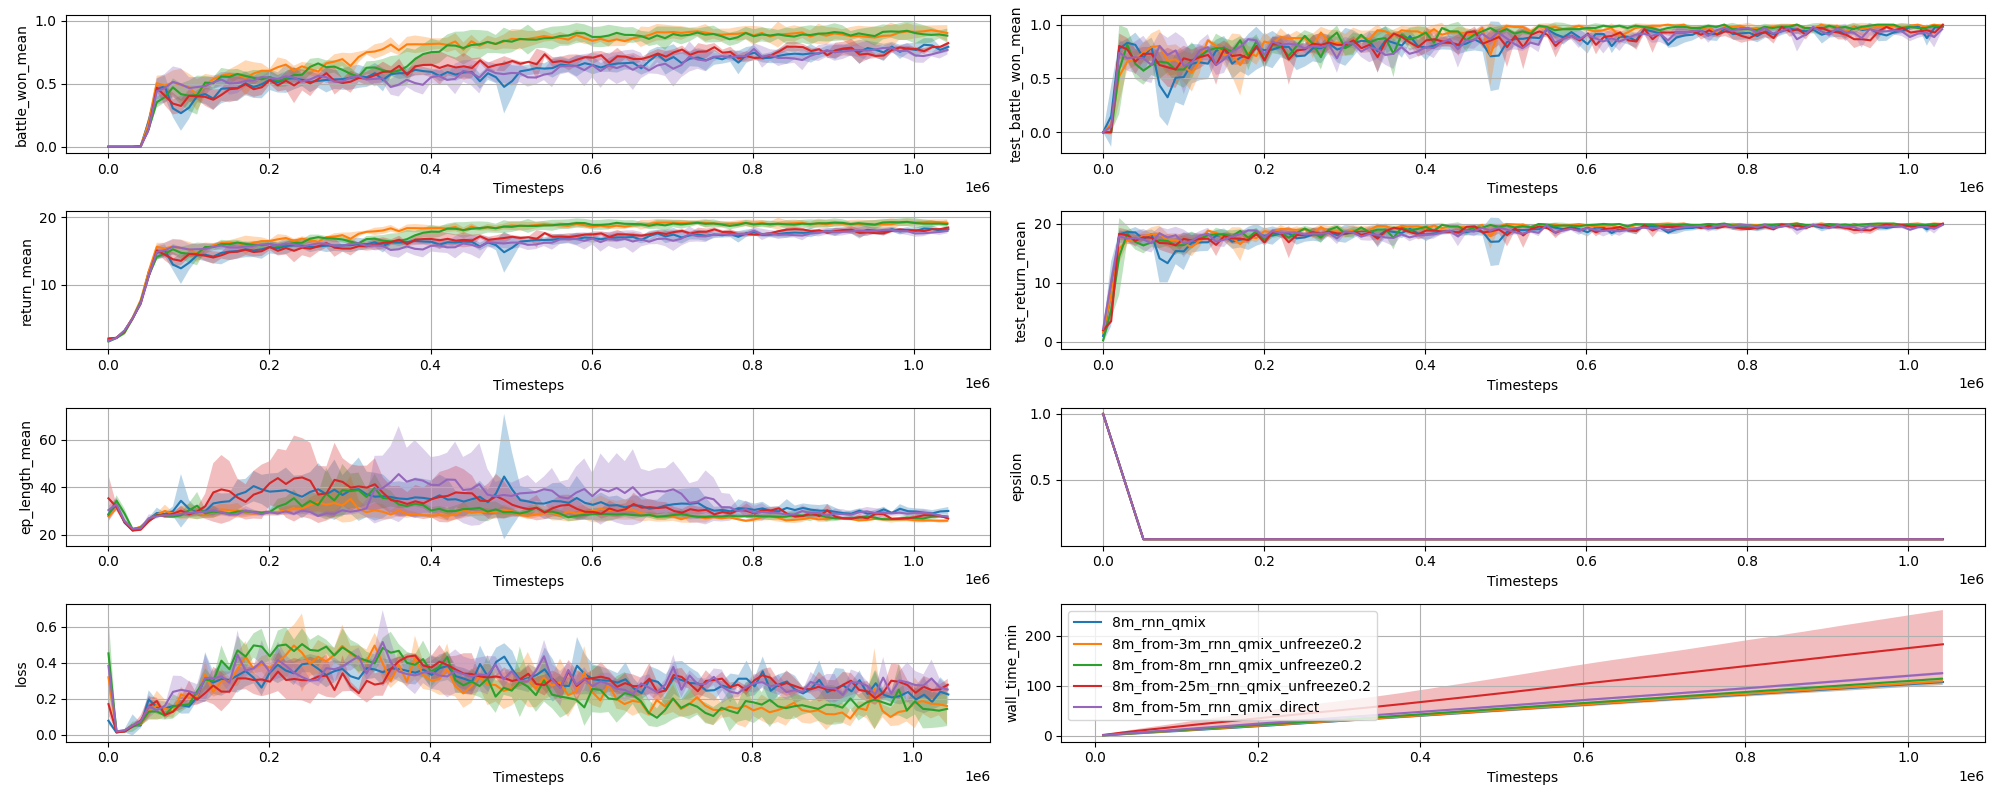 battle_won_mean
1.0
0.5
0.0
0.0 0.2 0.4 0.6 0.8 1.0
1e6
Timesteps
test_battle_won_mean
1.0
0.5
0.0
0.0 0.2 0.4 0.6 0.8 1.0
1e6
Timesteps
return_mean
20
10
0.0 0.2 0.4 0.6 0.8 1.0
1e6
Timesteps
test_return_mean
20
10
0
0.0 0.2 0.4 0.6 0.8 1.0
1e6
Timesteps
ep_length_mean
60
40
20
0.0 0.2 0.4 0.6 0.8 1.0
1e6
Timesteps
epsilon
1.0
0.5
0.0 0.2 0.4 0.6 0.8 1.0
1e6
Timesteps
loss
0.6
0.4
0.2
0.0
0.0 0.2 0.4 0.6 0.8 1.0
1e6
Timesteps
wall_time_min
200
100
0
8m_rnn_qmix
8m_from-3m_rnn_qmix_unfreeze0.2
8m_from-8m_rnn_qmix_unfreeze0.2
8m_from-25m_rnn_qmix_unfreeze0.2
8m_from-5m_rnn_qmix_direct
0.0 0.2 0.4 0.6 0.8 1.0
1e6
Timesteps